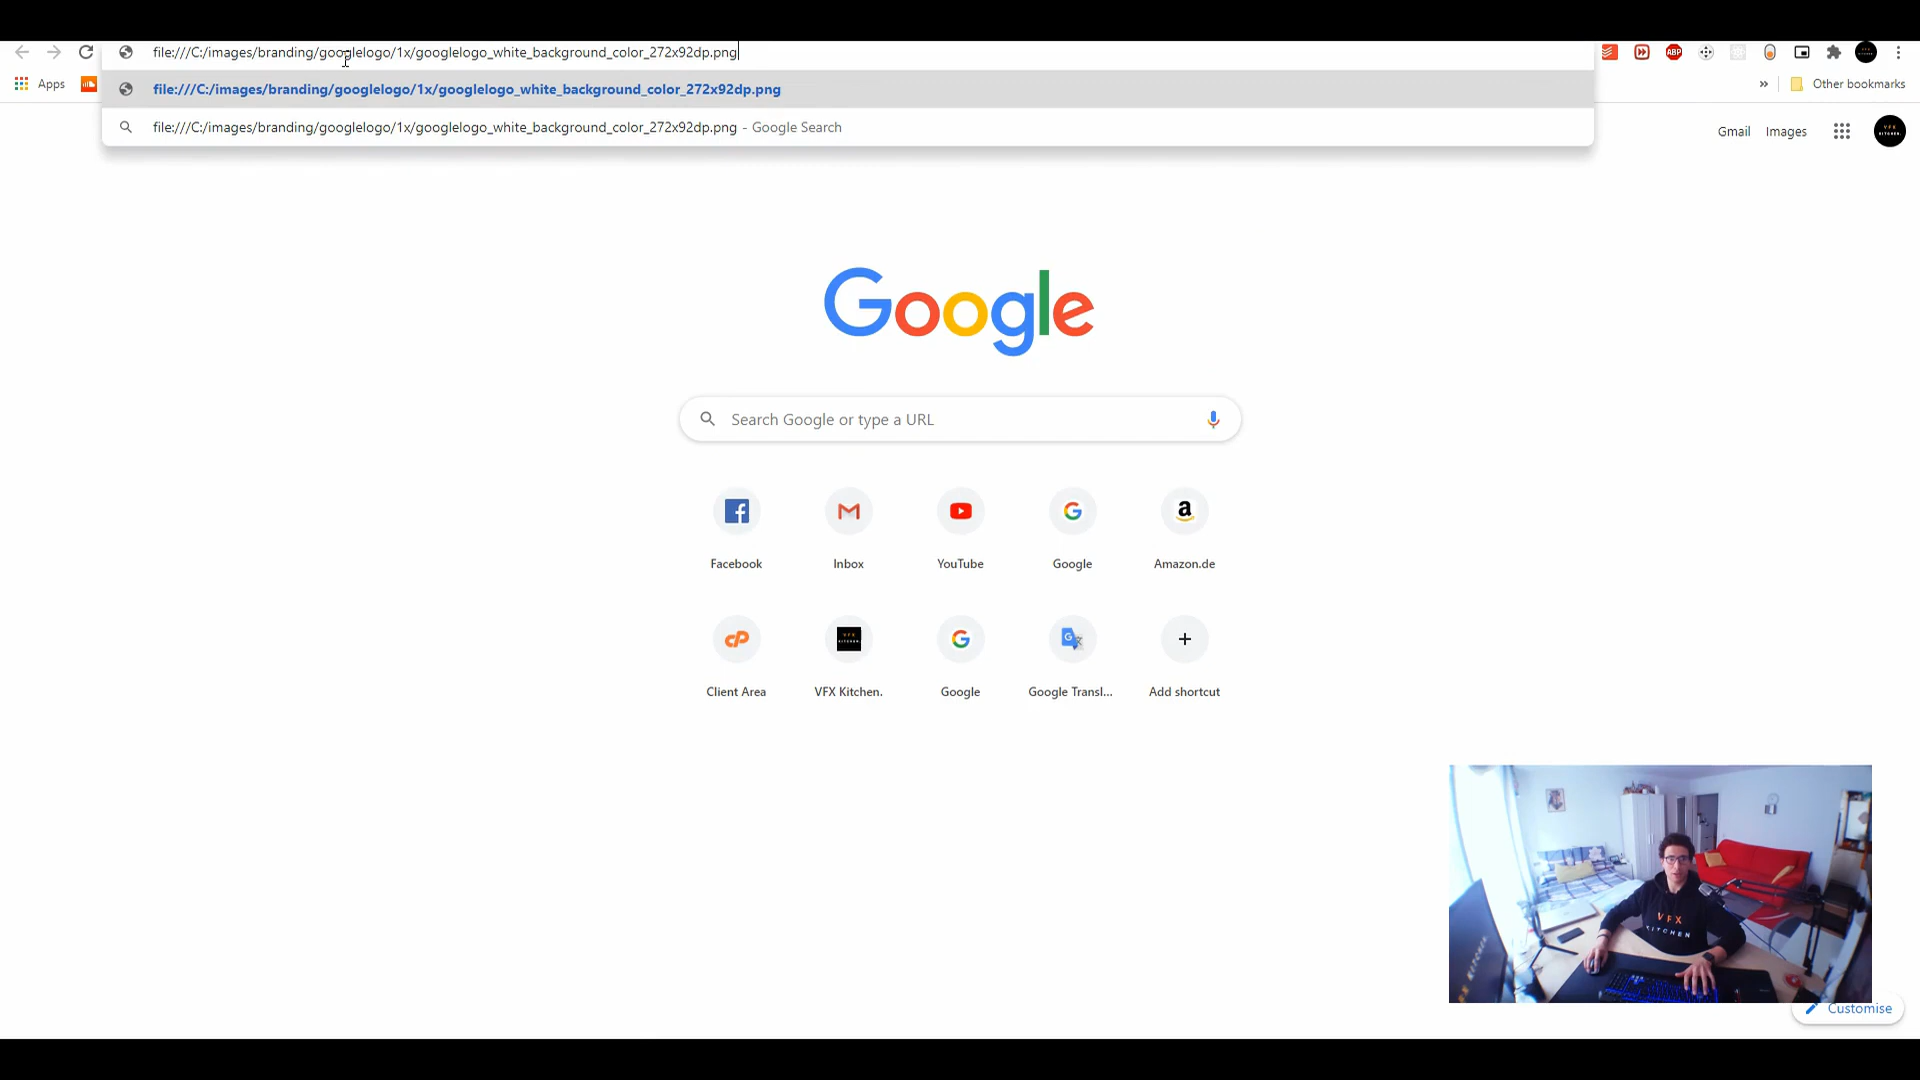 file:///C:/images/branding/googlelogo/1x/googlelogo_white_background_color_272x92dp.png
ABP
file:///C:/images/branding/googlelogo/1x/googlelogo_white_background_color_272x92dp.png
file:///C:/images/branding/googlelogo/1x/googlelogo_white_background_color_272x92dp.png - Google Search
Apps
» Other bookmarks
Gmail Images
Google
Search Google or type a URL
Facebook Inbox YouTube Google Amazon.de
Client Area VFX Kitchen. Google Google Transl... Add shortcut
VFX
KITCHEN
Customise